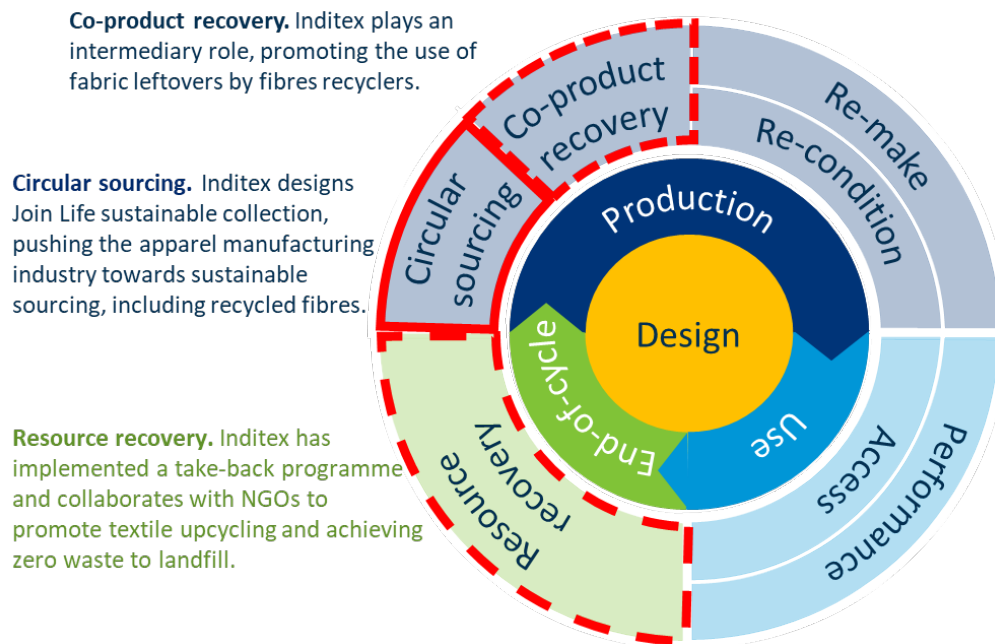 Co-product recovery. Inditex plays an
intermediary role, promoting the use of
fabric leftovers by fibres recyclers.
Circular sourcing. Inditex designs
Join Life sustainable collection,
pushing the apparel manufacturing
industry towards sustainable
sourcing, including recycled fibres.
Resource recovery. Inditex has
implemented a take-back programme
and collaborates with NGOs to
promote textile upcycling and achieving
zero waste to landfill.
Co-product
recovery
Re-make
Re-condition
Circular
sourcing
Production
Design
End-of-cycle
Use
Resource
recovery
Access
Performance